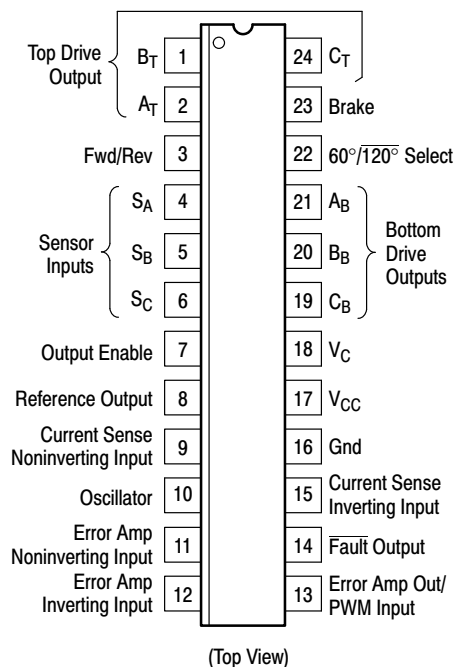 Top Drive
Output
B_T 1
A_T 2
Fwd/Rev 3
Sensor
Inputs
S_A 4
S_B 5
S_C 6
Output Enable 7
Reference Output 8
Current Sense
Noninverting Input 9
Oscillator 10
Error Amp
Noninverting Input 11
Error Amp
Inverting Input 12
24 C_T
23 Brake
22 60°/1̅2̅0̅°̅ Select
21 A_B
20 B_B
19 C_B
Bottom
Drive
Outputs
18 V_C
17 V_CC
16 Gnd
15 Current Sense
Inverting Input
14 F̅a̅u̅l̅t̅ Output
13 Error Amp Out/
PWM Input
(Top View)